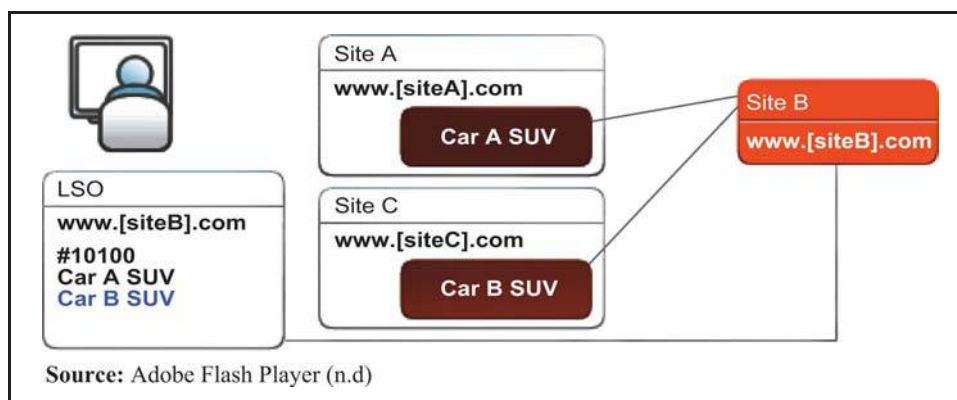 Site A
www.[siteA].com
Car A SUV
Site B
www.[siteB].com
LSO
www.[siteB].com
#10100
Car A SUV
Car B SUV
Site C
www.[siteC].com
Car B SUV
Source: Adobe Flash Player (n.d)